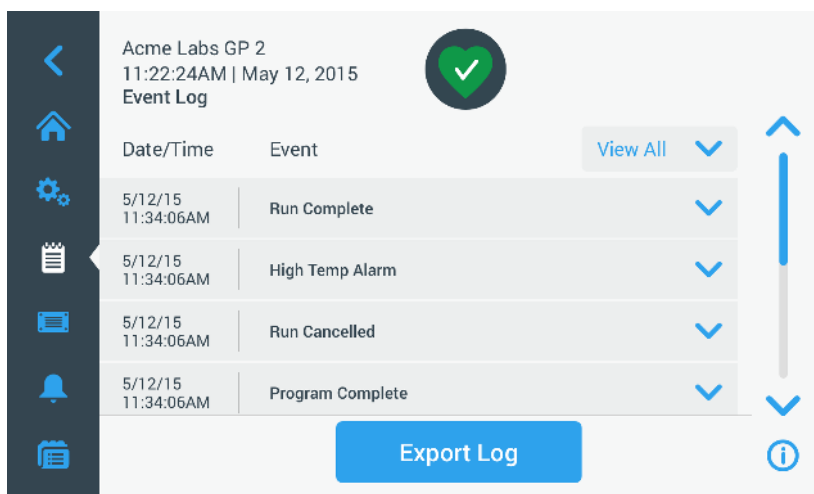 Acme Labs GP 2
11:22:24AM | May 12, 2015
Event Log
Date/Time Event View All
5/12/15
11:34:06AM
Run Complete
5/12/15
11:34:06AM
High Temp Alarm
5/12/15
11:34:06AM
Run Cancelled
5/12/15
11:34:06AM
Program Complete
Export Log